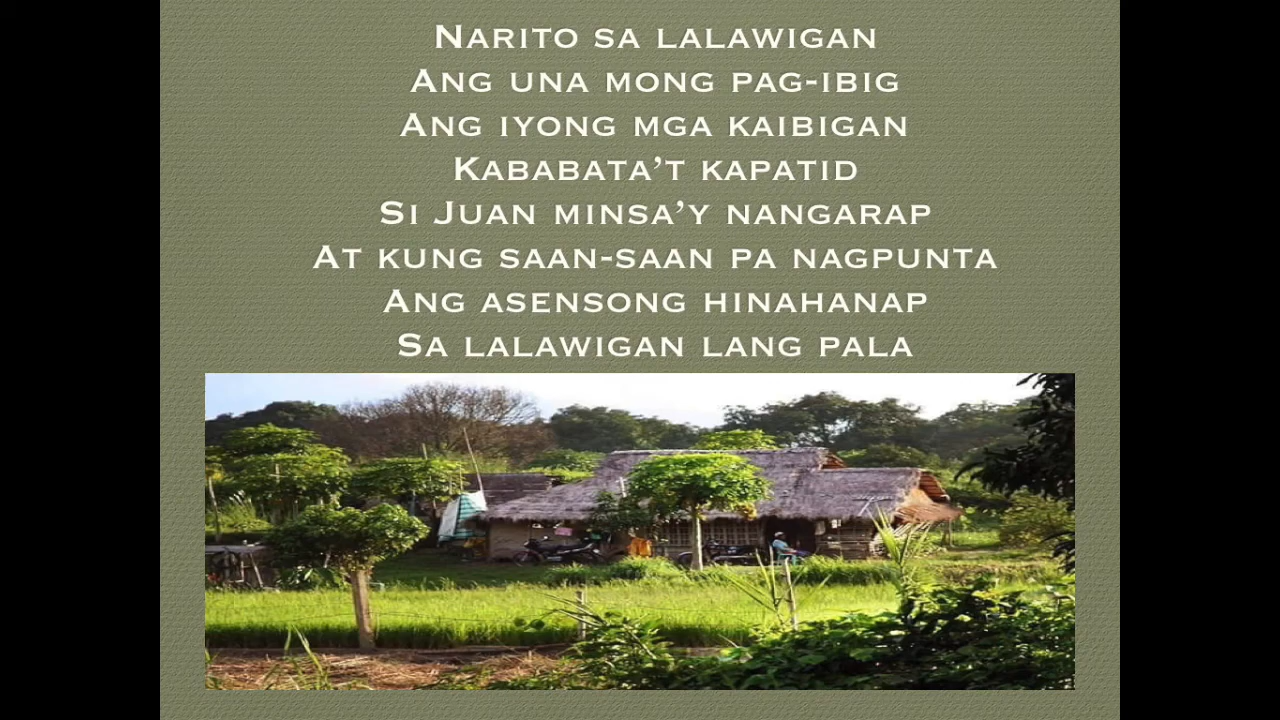 Narito sa lalawigan
Ang una mong pag-ibig
Ang iyong mga kaibigan
Kababata’t kapatid
Si Juan minsa’y nangarap
At kung saan-saan pa nagpunta
Ang asensong hinahanap
Sa lalawigan lang pala